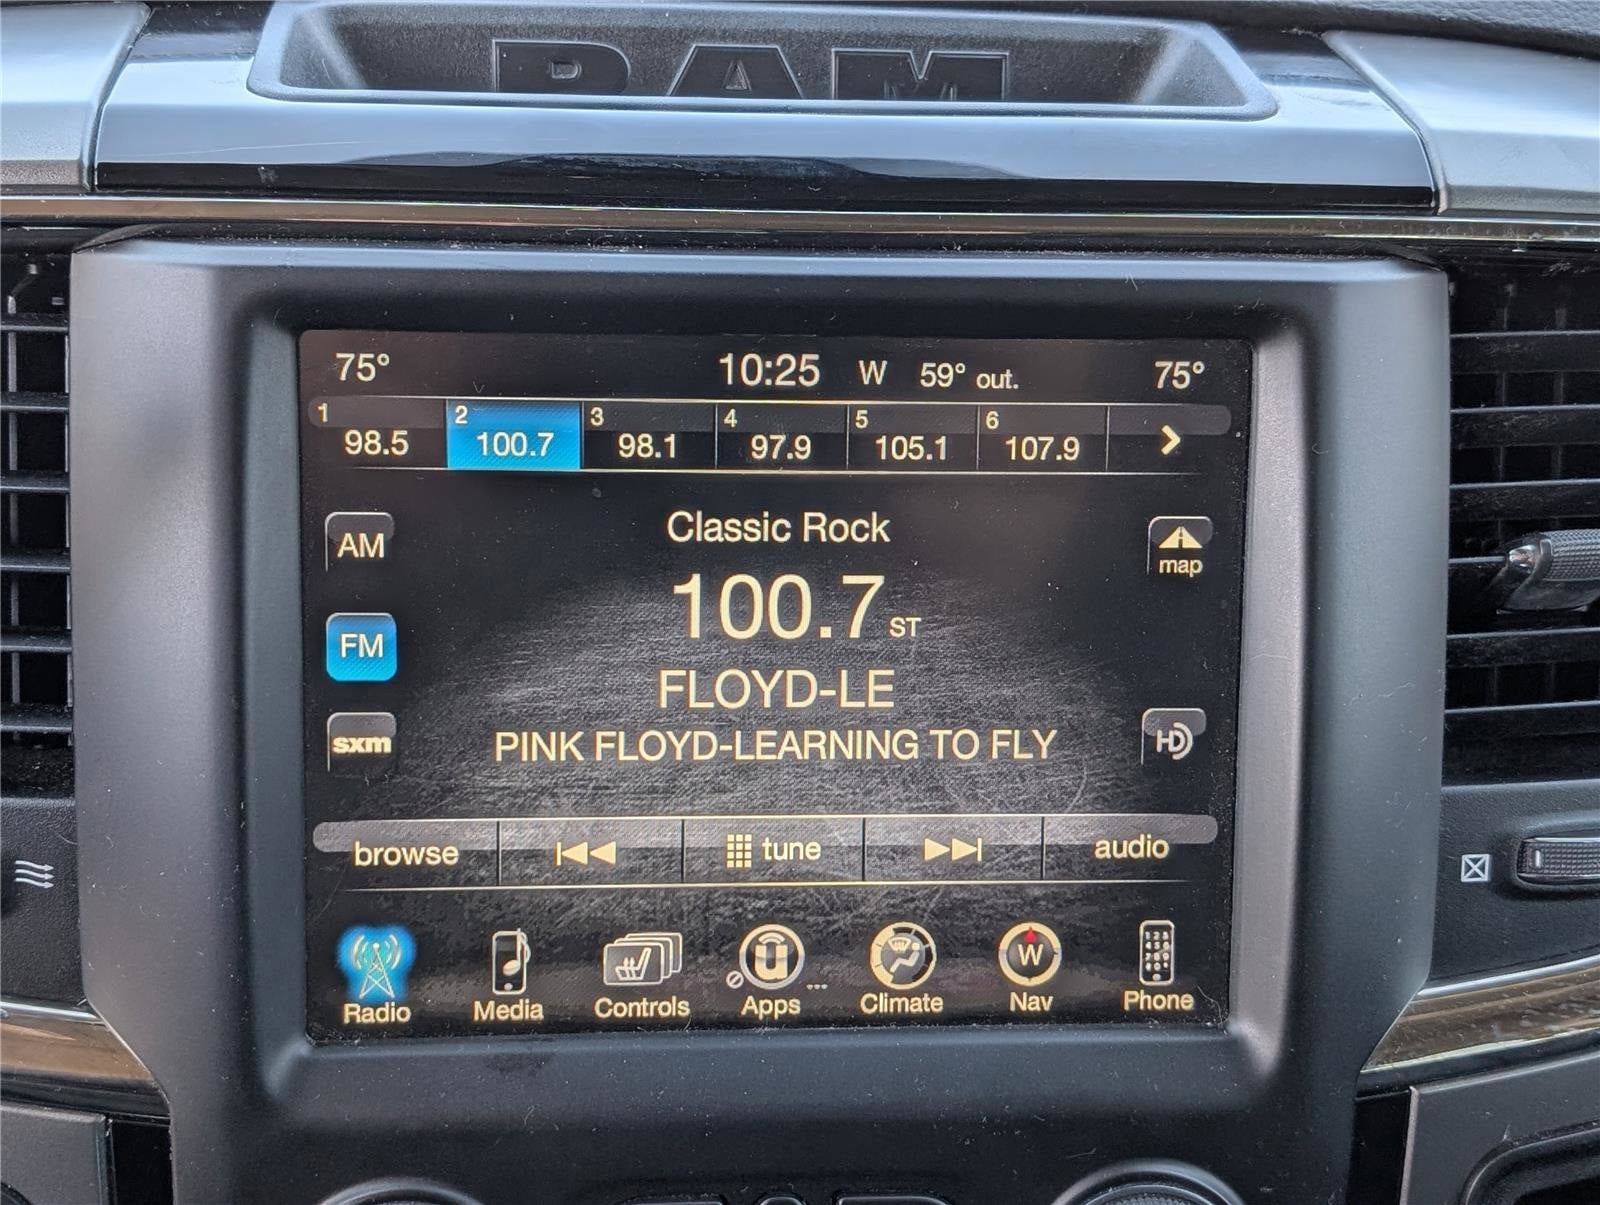 RAM
75° 10:25 W 59° out. 75°
1 98.5 2 100.7 3 98.1 4 97.9 5 105.1 6 107.9
Classic Rock
AM
map
100.7 ST
FM
FLOYD-LE
sxm
PINK FLOYD-LEARNING TO FLY
HD
browse tune audio
W
Radio Media Controls Apps ... Climate Nav Phone